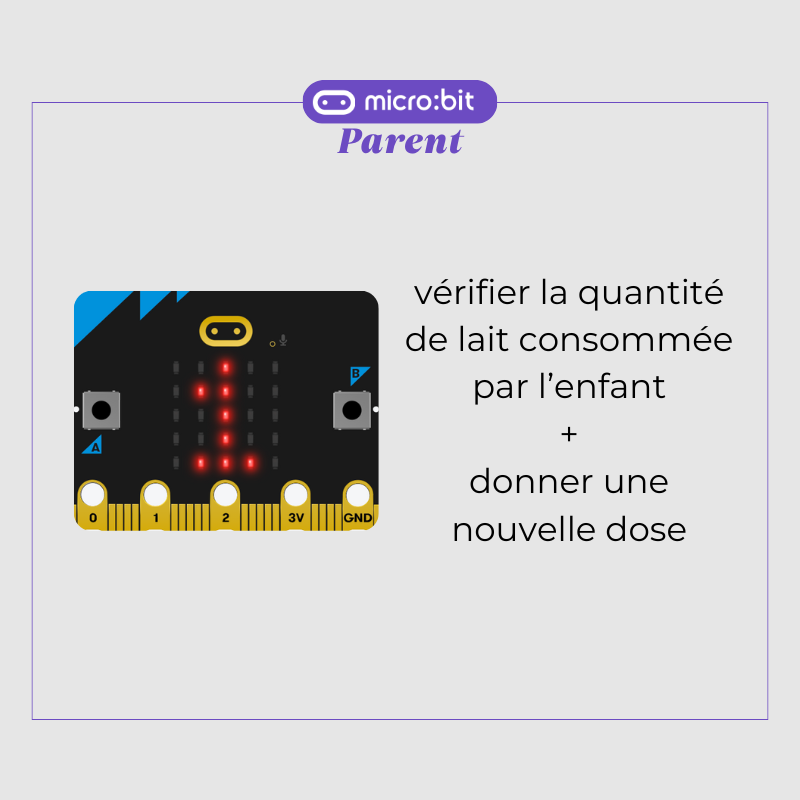 micro:bit
Parent
vérifier la quantité
de lait consommée
par l’enfant
+
donner une
nouvelle dose
B
A
1
0 1 2 3V GND